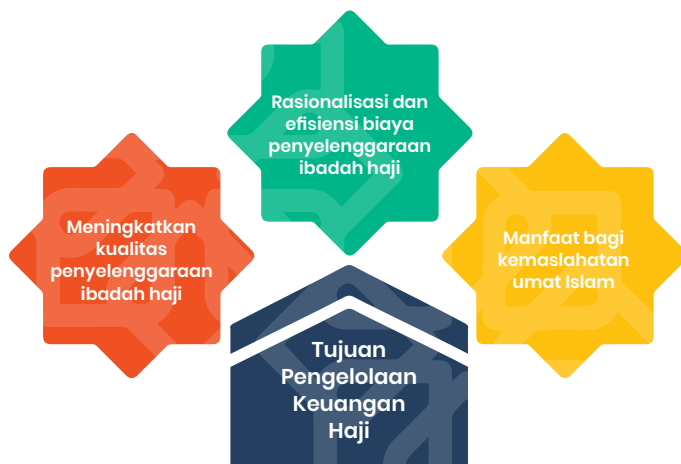 Rasionalisasi dan
efisiensi biaya
penyelenggaraan
ibadah haji
Meningkatkan
kualitas
penyelenggaraan
ibadah haji
Manfaat bagi
kemaslahatan
umat Islam
Tujuan
Pengelolaan
Keuangan
Haji